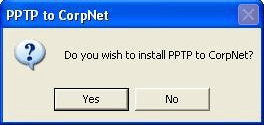 PPTP to CorpNet
Do you wish to install PPTP to CorpNet?
Yes
No